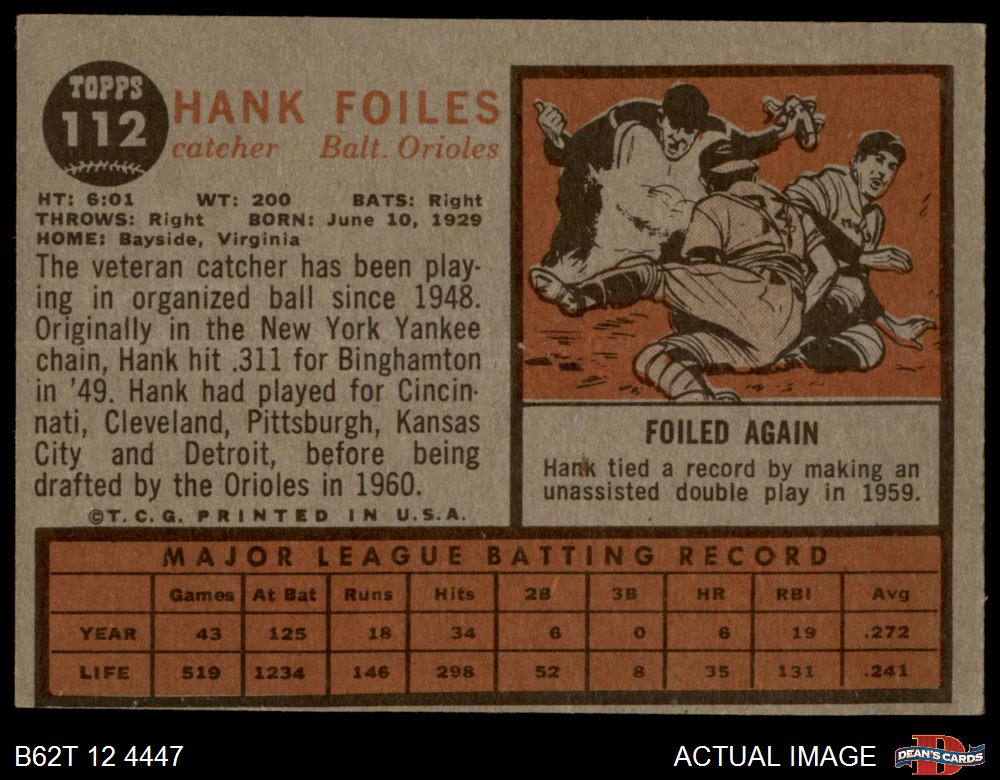 TOPPS
112
HANK FOILES
catcher Balt. Orioles
HT: 6:01 WT: 200 BATS: Right
THROWS: Right BORN: June 10, 1929
HOME: Bayside, Virginia
The veteran catcher has been play-
ing in organized ball since 1948.
Originally in the New York Yankee
chain, Hank hit .311 for Binghamton
in '49. Hank had played for Cincin-
nati, Cleveland, Pittsburgh, Kansas
City and Detroit, before being
drafted by the Orioles in 1960.
©T.C.G. PRINTED IN U.S.A.
FOILED AGAIN
Hank tied a record by making an
unassisted double play in 1959.
MAJOR LEAGUE BATTING RECORD
Games At Bat Runs Hits 2B 3B HR RBI Avg
YEAR 43 125 18 34 6 0 6 19 .272
LIFE 519 1234 146 298 52 8 35 131 .241
B62T 12 4447
ACTUAL IMAGE
DEAN'S CARDS